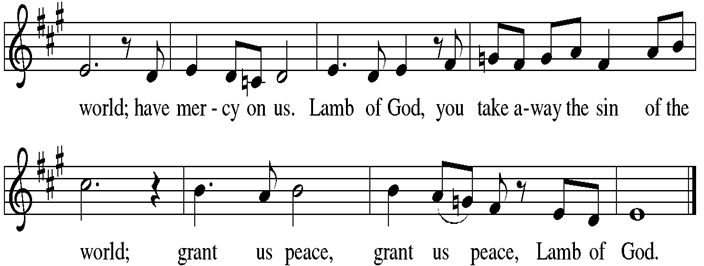 world; have mer - cy on us. Lamb of God, you take a-way the sin of the
world; grant us peace, grant us peace, Lamb of God.